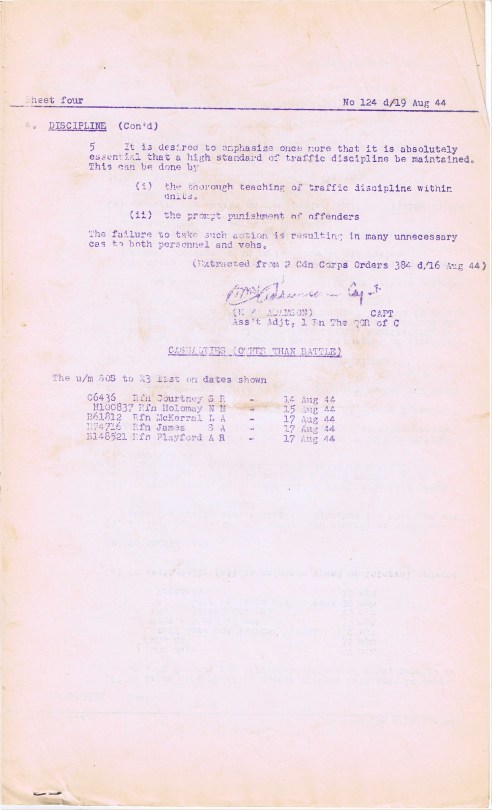 Sheet four No 124 d/19 Aug 44
4. DISCIPLINE (Con'd)
5 It is desired to emphasize once more that it is absolutely
essential that a high standard of traffic discipline be maintained.
This can be done by
(i) the thorough teaching of traffic discipline within
units.
(ii) the prompt punishment of offenders
The failure to take such action is resulting in many unnecessary
cas to both personnel and vehs.
(Extracted from 2 Cdn Corps Orders 384 d/16 Aug 44)
ADAMSON) CAPT
Ass't Adjt, 1 Bn The QOR of C
CASUALTIES (OTHER THAN BATTLE)
The u/m SOS to X3 list on dates shown
C6436 Rfn Courtney S R - 14 Aug 44
M100837 Rfn Holoway N M - 15 Aug 44
B61812 Rfn McKerral L A - 17 Aug 44
Rfn James S A - 17 Aug 44
B148521 Rfn Playford A R - 17 Aug 44